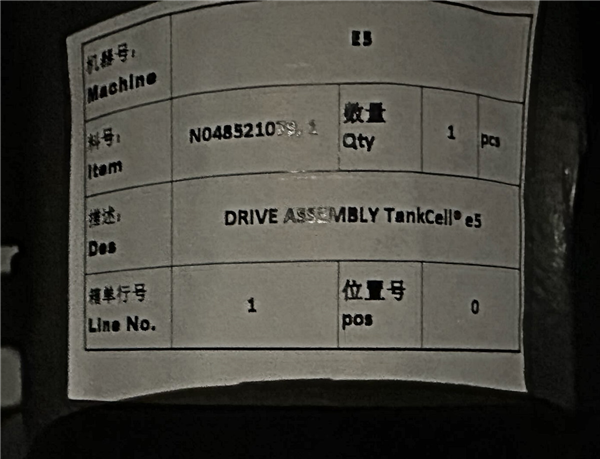 机器号: E5
Machine
料号: N04852107 数量 1 pcs
Item Qty
描述: DRIVE ASSEMBLY TankCell® e5
Des
箱单行号 1 位置号 0
Line No. pos